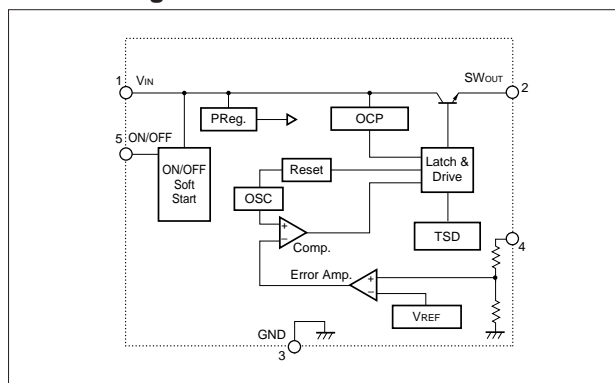 1
VIN
SWOUT
2
PReg.
OCP
5
ON/OFF
ON/OFF
Soft
Start
Latch &
Drive
Reset
OSC
+
−
Comp.
TSD
4
Error Amp.
+
−
VREF
GND
3